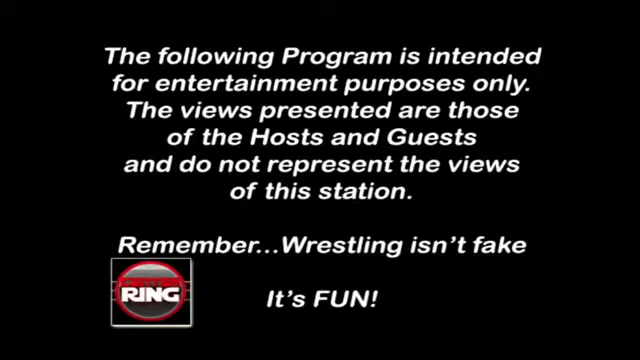 The following Program is intended
for entertainment purposes only.
The views presented are those
of the Hosts and Guests
and do not represent the views
of this station.
Remember...Wrestling isn't fake
It's FUN!
RING